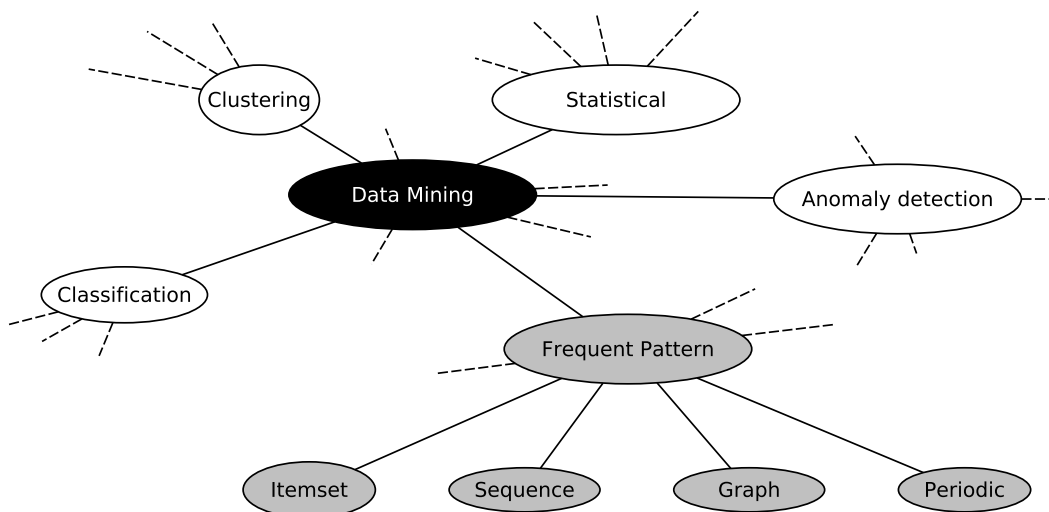 Clustering
Statistical
Data Mining
Anomaly detection
Classification
Frequent Pattern
Itemset
Sequence
Graph
Periodic